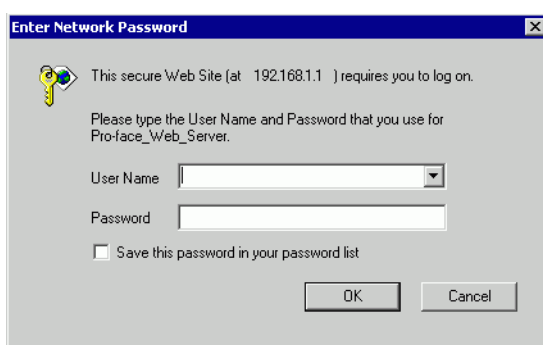 Enter Network Password
This secure Web Site (at 192.168.1.1 ) requires you to log on.
Please type the User Name and Password that you use for
Pro-face_Web_Server.
User Name
Password
Save this password in your password list
OK
Cancel